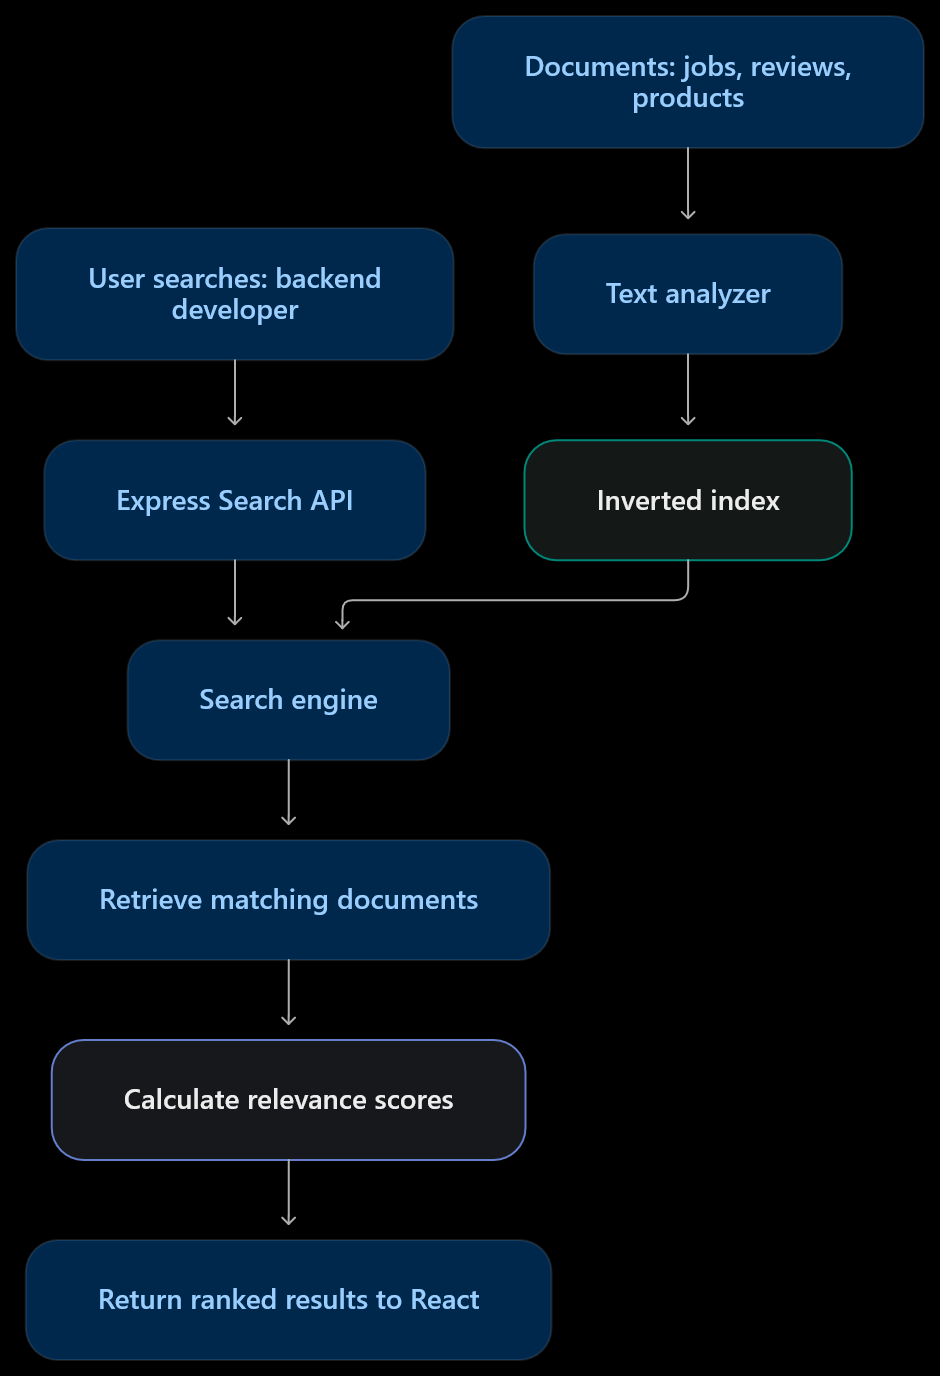 Documents: jobs, reviews,
products
User searches: backend
developer
Text analyzer
Express Search API
Inverted index
Search engine
Retrieve matching documents
Calculate relevance scores
Return ranked results to React